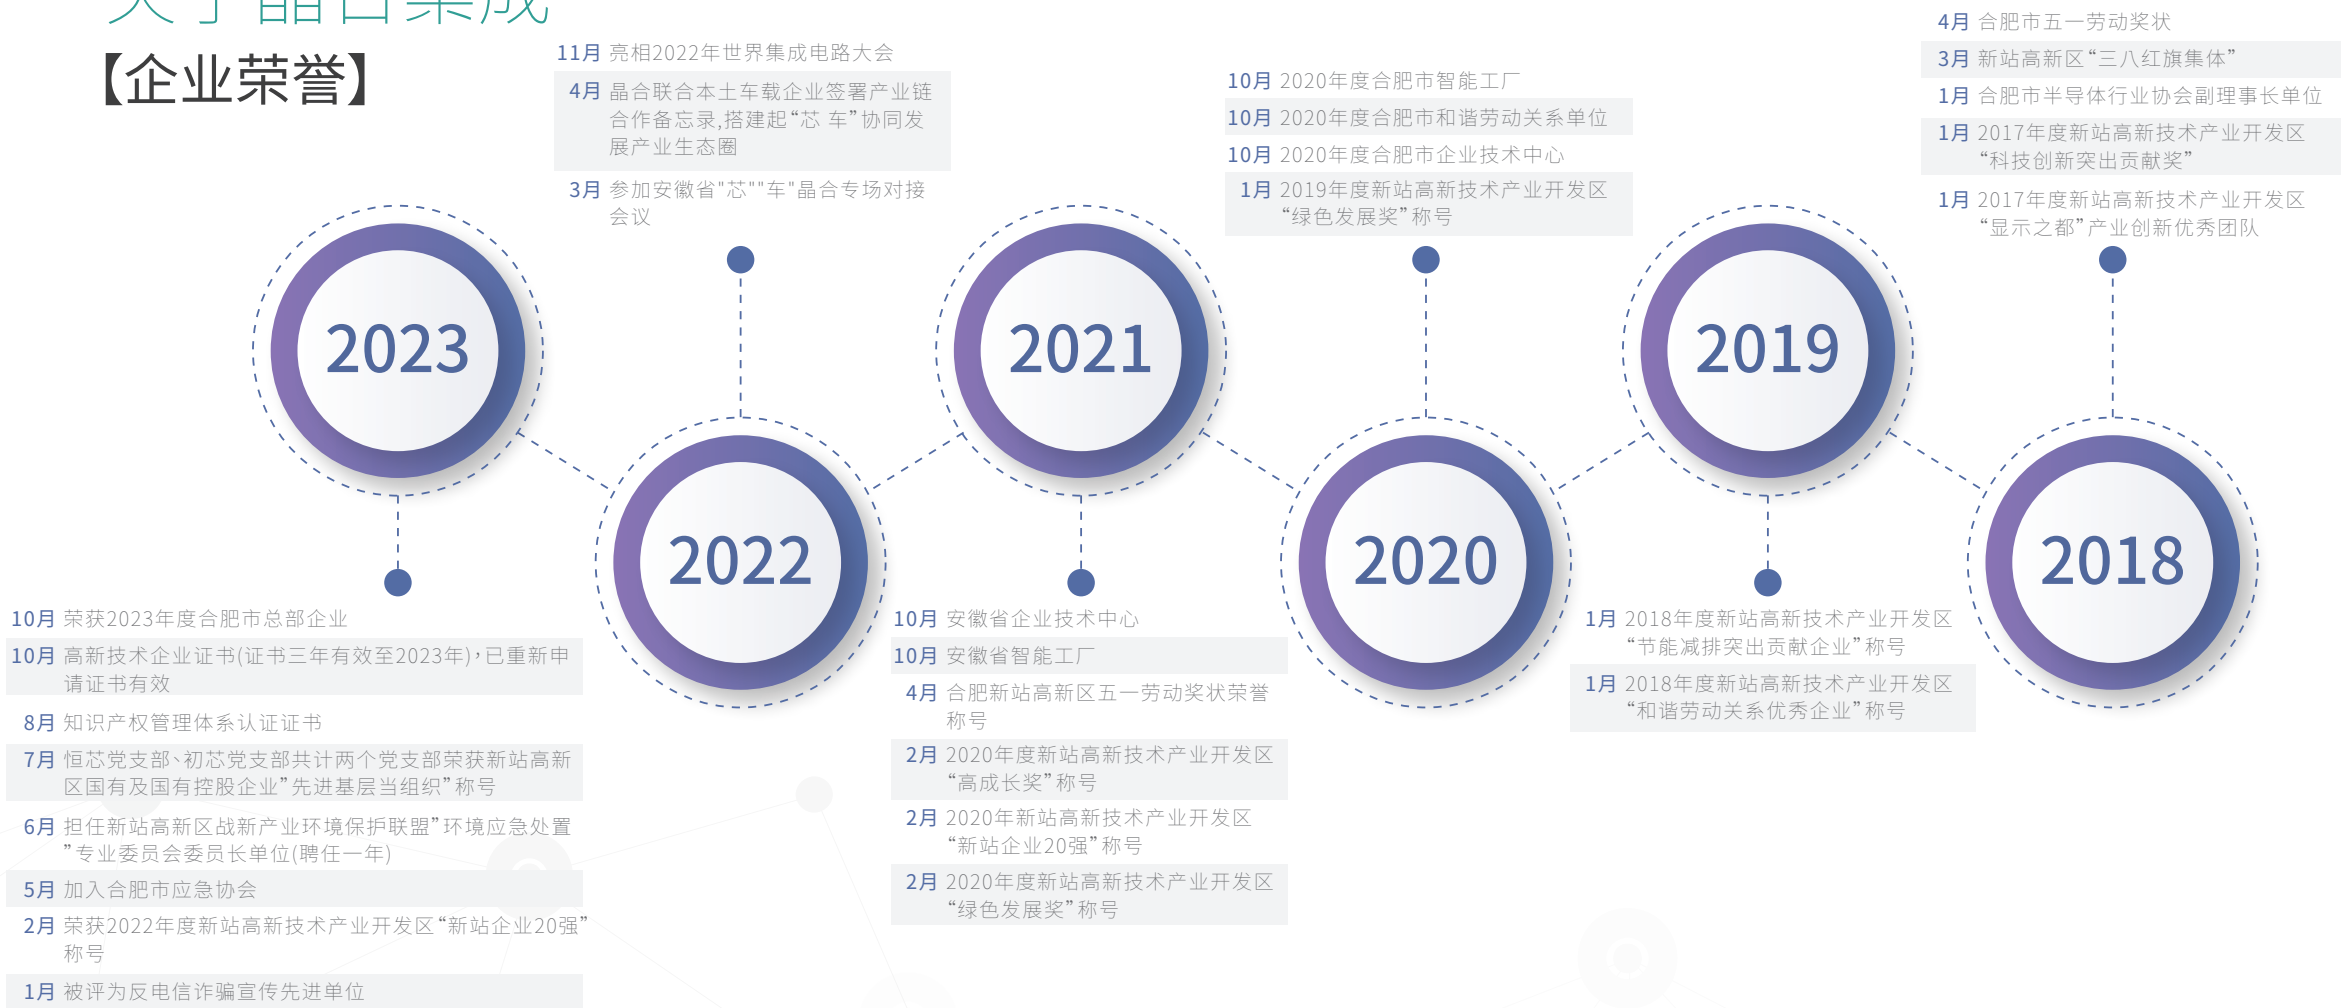 关于晶合集成
【企业荣誉】
11月 亮相2022年世界集成电路大会
4月 晶合联合本土车载企业签署产业链
合作备忘录,搭建起“芯 车”协同发
展产业生态圈
3月 参加安徽省"芯""车"晶合专场对接
会议
10月 2020年度合肥市智能工厂
10月 2020年度合肥市和谐劳动关系单位
10月 2020年度合肥市企业技术中心
1月 2019年度新站高新技术产业开发区
“绿色发展奖”称号
4月 合肥市五一劳动奖状
3月 新站高新区“三八红旗集体”
1月 合肥市半导体行业协会副理事长单位
1月 2017年度新站高新技术产业开发区
“科技创新突出贡献奖”
1月 2017年度新站高新技术产业开发区
“显示之都”产业创新优秀团队
2023
2022
2021
2020
2019
2018
10月 荣获2023年度合肥市总部企业
10月 高新技术企业证书(证书三年有效至2023年),已重新申
请证书有效
8月 知识产权管理体系认证证书
7月 恒芯党支部、初芯党支部共计两个党支部荣获新站高新
区国有及国有控股企业”先进基层当组织”称号
6月 担任新站高新区战新产业环境保护联盟”环境应急处置
”专业委员会委员长单位(聘任一年)
5月 加入合肥市应急协会
2月 荣获2022年度新站高新技术产业开发区“新站企业20强”
称号
1月 被评为反电信诈骗宣传先进单位
10月 安徽省企业技术中心
10月 安徽省智能工厂
4月 合肥新站高新区五一劳动奖状荣誉
称号
2月 2020年度新站高新技术产业开发区
“高成长奖”称号
2月 2020年新站高新技术产业开发区
“新站企业20强”称号
2月 2020年度新站高新技术产业开发区
“绿色发展奖”称号
1月 2018年度新站高新技术产业开发区
“节能减排突出贡献企业”称号
1月 2018年度新站高新技术产业开发区
“和谐劳动关系优秀企业”称号